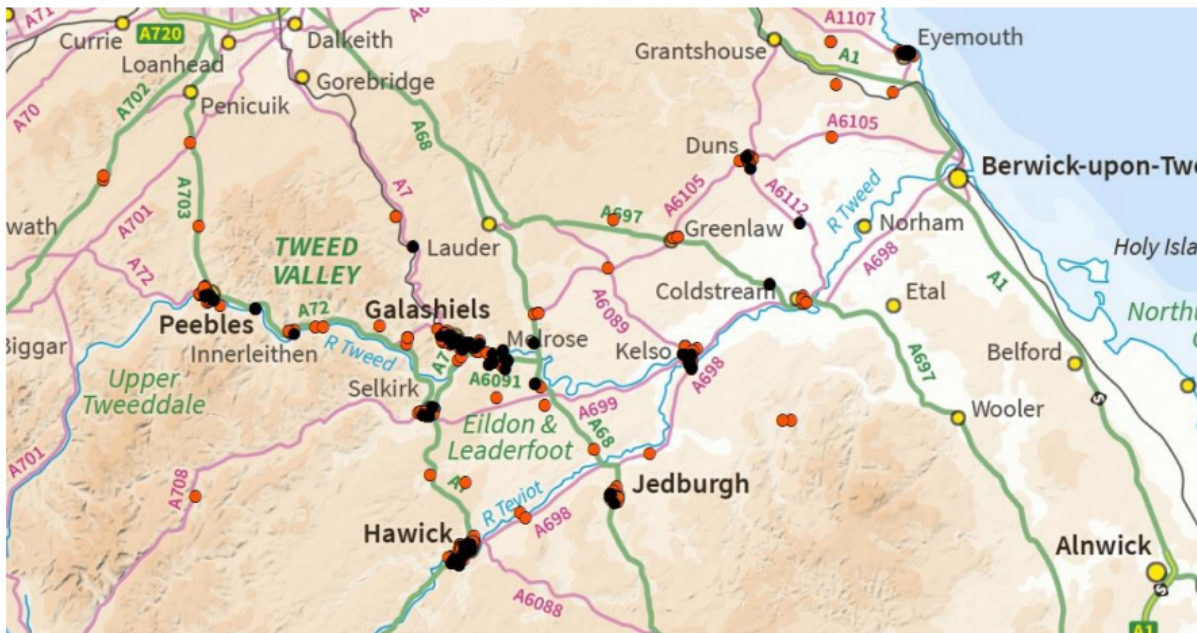 A71
A720
Currie
Dalkeith
Loanhead
Gorebridge
A70
A702
Penicuik
A68
A703
A701
A7
wath
A72
TWEED
VALLEY
Lauder
A697
Greenlaw
A6105
Grantshouse
A1107
A1
Eyemouth
Duns
A6105
A6112
R Tweed
Berwick-upon-Twe
Norham
A698
Holy Isla
A1
North
Peebles
A72
Galashiels
Innerleithen
R Tweed
Biggar
Upper
Tweeddale
A7
Melrose
A6091
Selkirk
Eildon &
Leaderfoot
A699
A68
A6089
Kelso
A698
Coldstream
Etal
A697
Belford
S
Wooler
A701
A708
A7
R Teviot
A698
Jedburgh
Hawick
A6088
Alnwick
S
A1